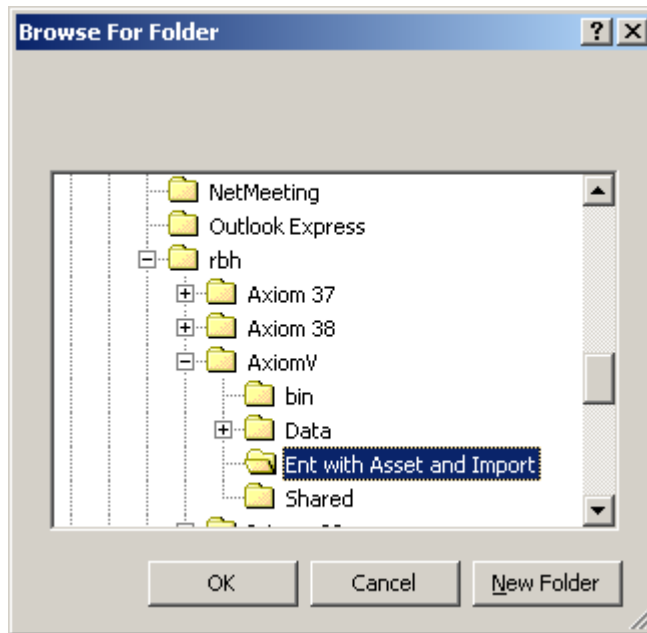 Browse For Folder
NetMeeting
Outlook Express
rbh
Axiom 37
Axiom 38
AxiomV
bin
Data
Ent with Asset and Import
Shared
OK Cancel New Folder